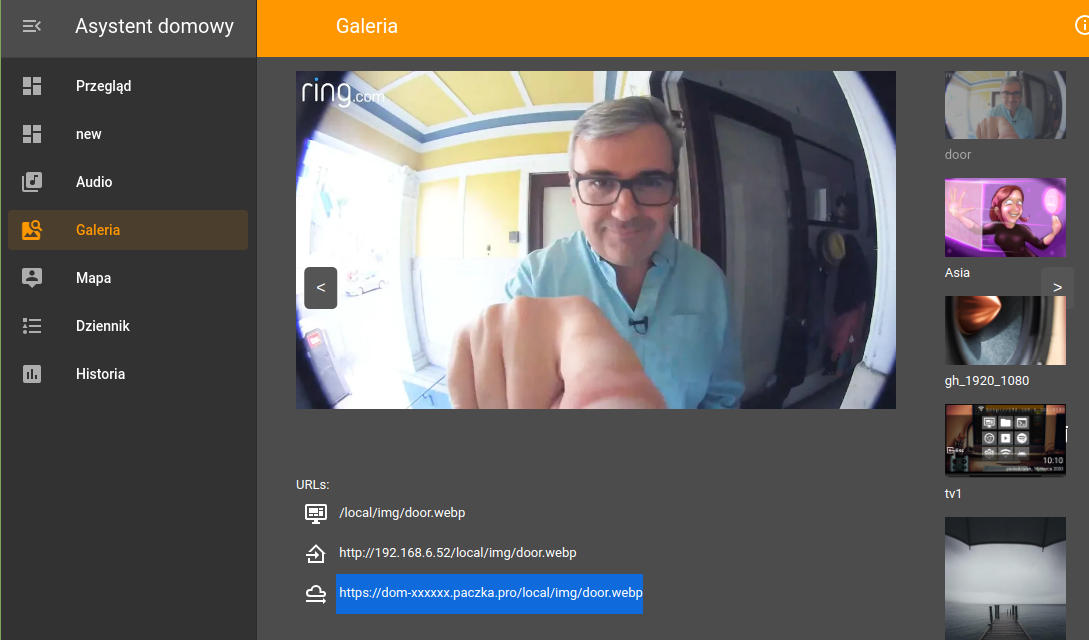 Asystent domowy
Galeria
Przegląd
new
Audio
Galeria
Mapa
Dziennik
Historia
ring.com
<
>
door
Asia
gh_1920_1080
10:10
tv1
URLs:
/local/img/door.webp
http://192.168.6.52/local/img/door.webp
https://dom-xxxxxx.paczka.pro/local/img/door.webp